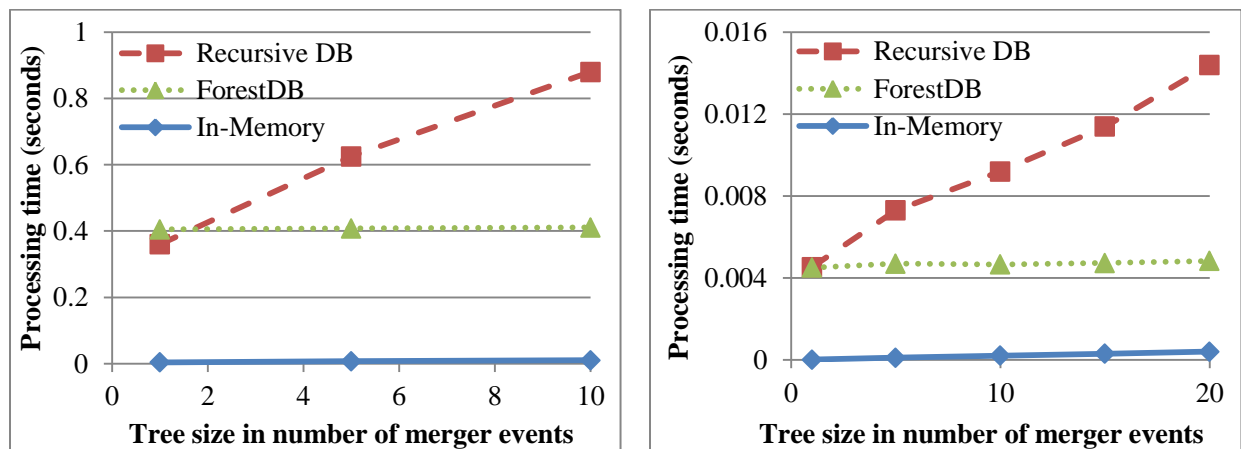 1
0.8
0.6
0.4
0.2
0
0 2 4 6 8 10
Processing time (seconds)
Tree size in number of merger events
Recursive DB
ForestDB
In-Memory
0.016
0.012
0.008
0.004
0
0 10 20
Processing time (seconds)
Tree size in number of merger events
Recursive DB
ForestDB
In-Memory